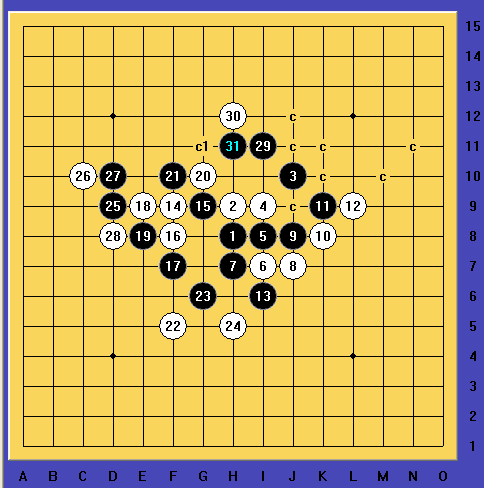 15
14
13
30 c 12
c1 31 29 c c c 11
26 27 21 20 3 c c 10
25 18 14 15 2 4 c 11 12 9
28 19 16 1 5 9 10 8
17 7 6 8 7
23 13 6
22 24 5
4
3
2
1
A B C D E F G H I J K L M N O